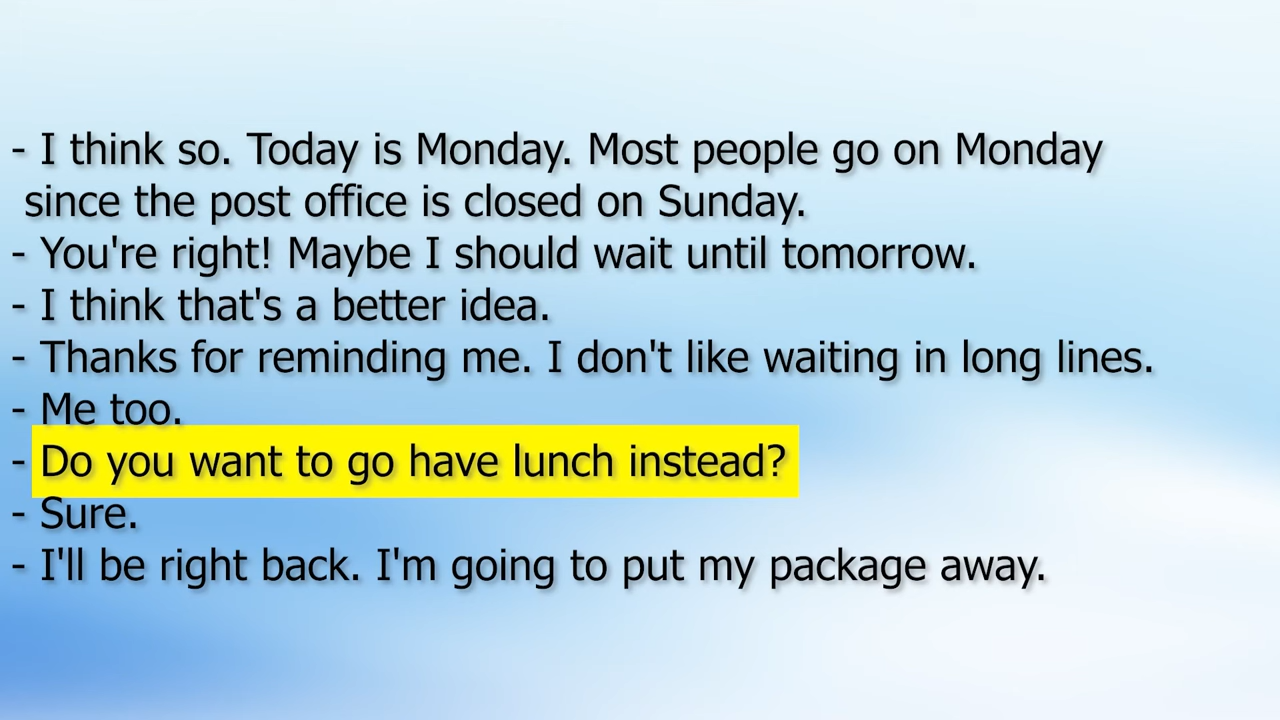 - I think so. Today is Monday. Most people go on Monday
since the post office is closed on Sunday.
- You're right! Maybe I should wait until tomorrow.
- I think that's a better idea.
- Thanks for reminding me. I don't like waiting in long lines.
- Me too.
- Do you want to go have lunch instead?
- Sure.
- I'll be right back. I'm going to put my package away.